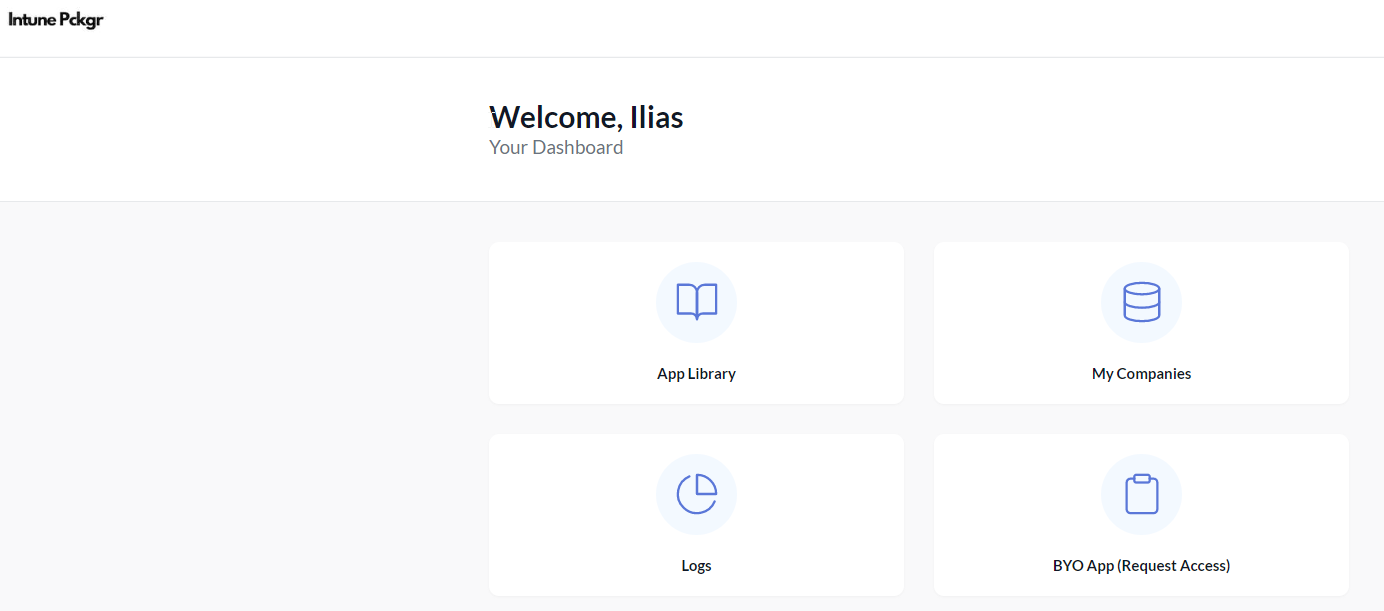 Intune Pckgr
Welcome, Ilias
Your Dashboard
App Library
My Companies
Logs
BYO App (Request Access)